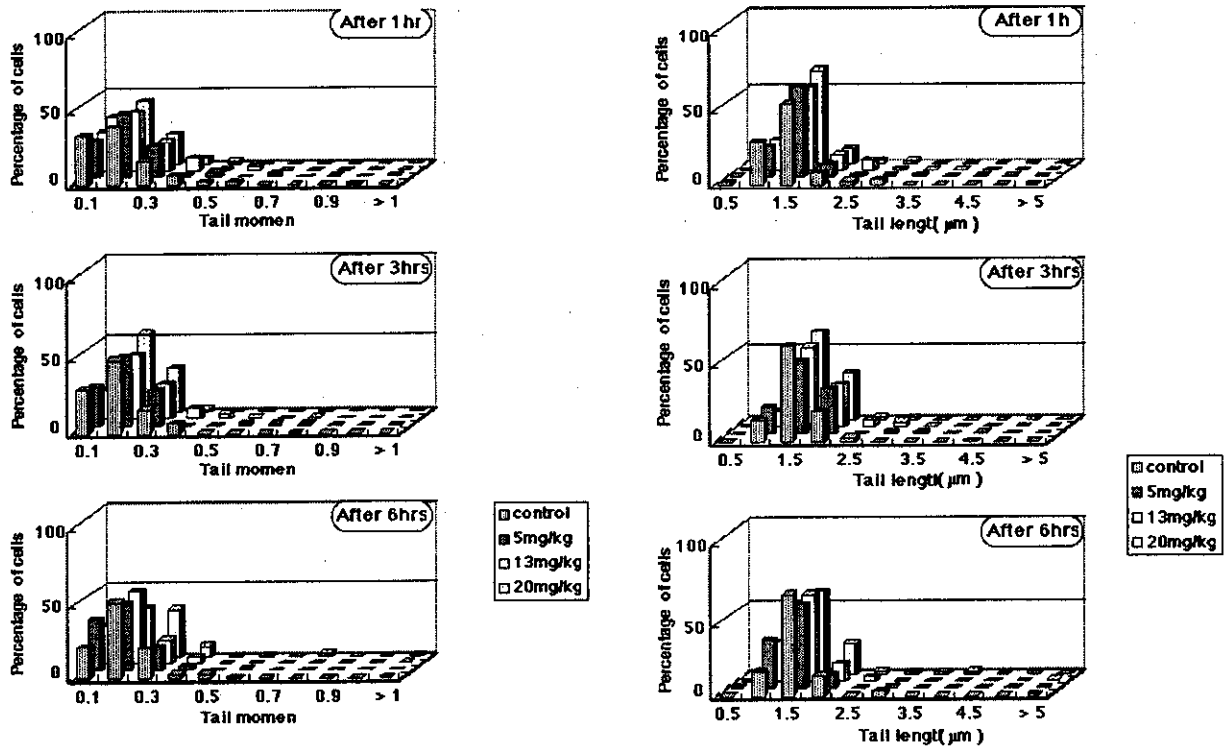 After 1hr
Percentage of cells
100
50
0
0.1 0.3 0.5 0.7 0.9 > 1
Tail momen
After 1h
Percentage of cells
100
50
0
0.5 1.5 2.5 3.5 4.5 > 5
Tail lengt( μm )
After 3hrs
Percentage of cells
100
50
0
0.1 0.3 0.5 0.7 0.9 > 1
Tail momen
After 3hrs
Percentage of cells
100
50
0
0.5 1.5 2.5 3.5 4.5 > 5
Tail lengt( μm )
After 6hrs
Percentage of cells
100
50
0
0.1 0.3 0.5 0.7 0.9 > 1
Tail momen
control
5mg/kg
13mg/kg
20mg/kg
After 6hrs
Percentage of cells
100
50
0
0.5 1.5 2.5 3.5 4.5 > 5
Tail lengt( μm )
control
5mg/kg
13mg/kg
20mg/kg